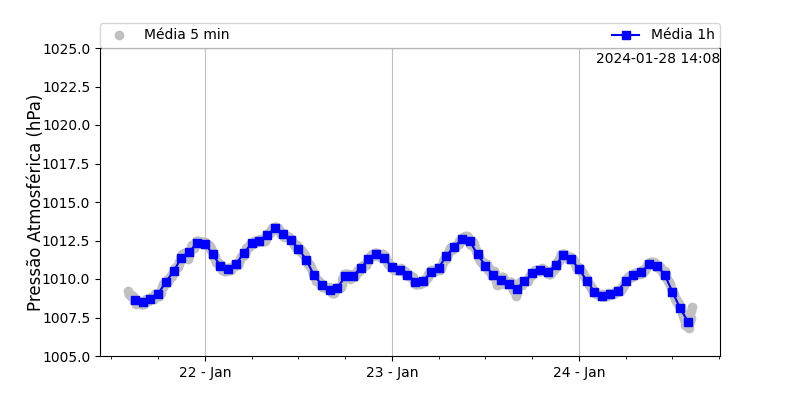 Média 5 min
Média 1h
2024-01-28 14:08
Pressão Atmosférica (hPa)
1025.0
1022.5
1020.0
1017.5
1015.0
1012.5
1010.0
1007.5
1005.0
22 - Jan
23 - Jan
24 - Jan